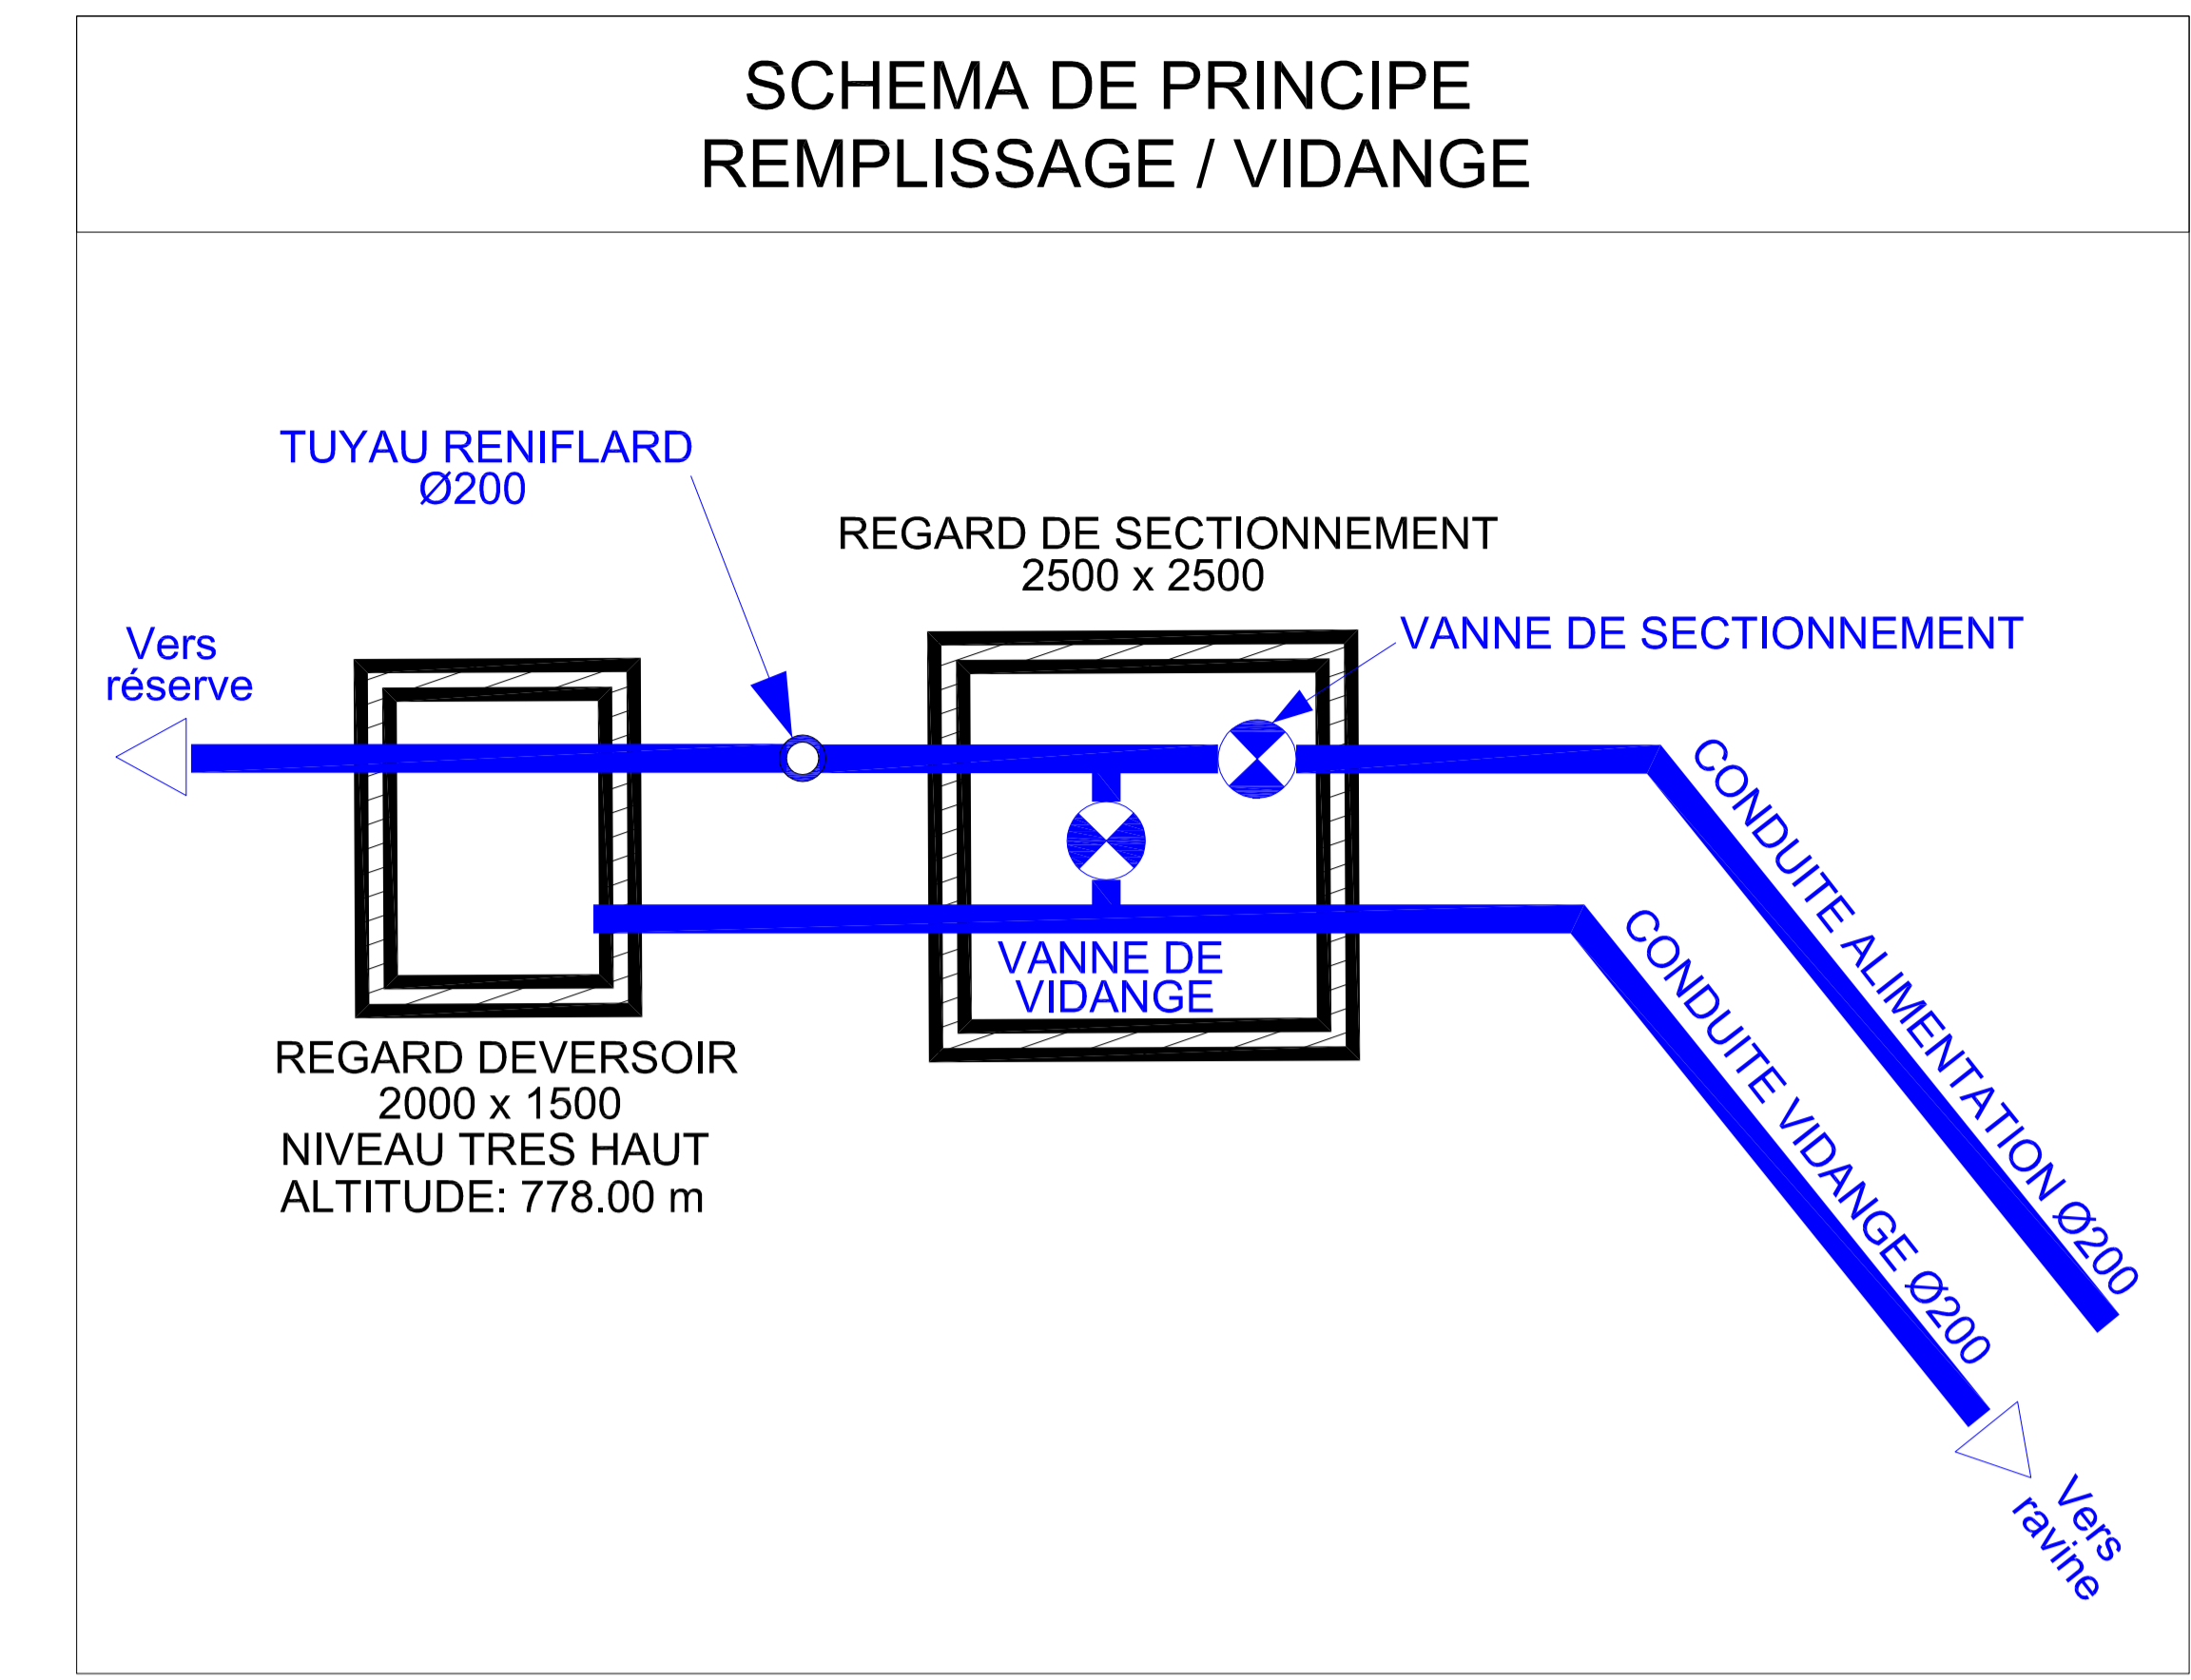 SCHEMA DE PRINCIPE
REMPLISSAGE / VIDANGE
TUYAU RENIFLARD
Ø200
REGARD DE SECTIONNEMENT
2500 x 2500
VANNE DE SECTIONNEMENT
Vers
réserve
CONDUITE ALIMENTATION Ø200
CONDUITE VIDANGE Ø200
VANNE DE
VIDANGE
REGARD DEVERSOIR
2000 x 1500
NIVEAU TRES HAUT
ALTITUDE: 778.00 m
Vers
ravine